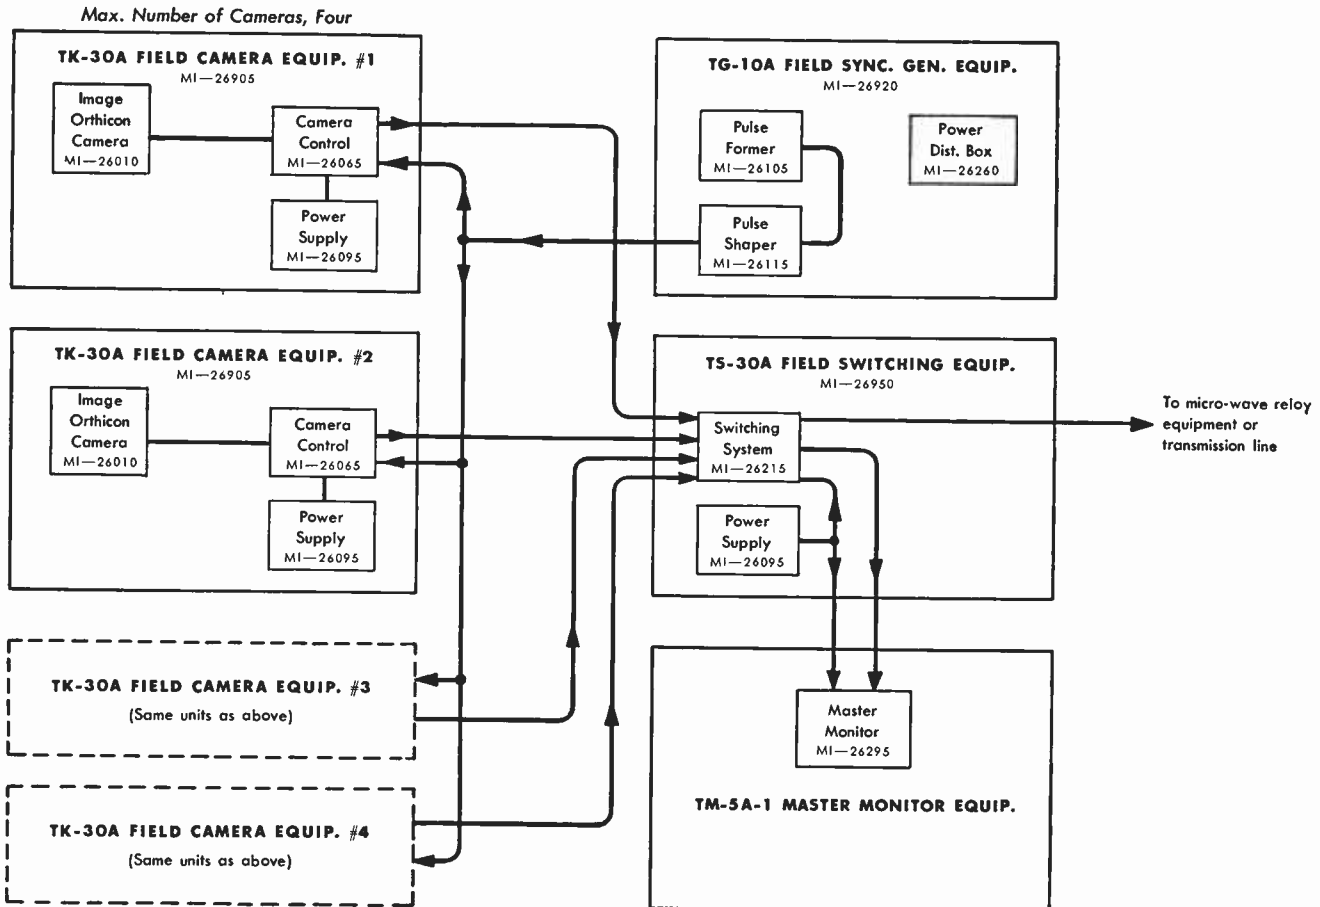 Max. Number of Cameras, Four
TK-30A FIELD CAMERA EQUIP. #1
MI—26905
Image
Orthicon
Camera
MI—26010
Camera
Control
MI—26065
Power
Supply
MI—26095
TG-10A FIELD SYNC. GEN. EQUIP.
MI—26920
Pulse
Former
MI—26105
Power
Dist. Box
MI—26260
Pulse
Shaper
MI—26115
TK-30A FIELD CAMERA EQUIP. #2
MI—26905
Image
Orthicon
Camera
MI—26010
Camera
Control
MI—26065
Power
Supply
MI—26095
TS-30A FIELD SWITCHING EQUIP.
MI—26950
Switching
System
MI—26215
Power
Supply
MI—26095
To micro-wave reloy
equipment or
transmission line
TK-30A FIELD CAMERA EQUIP. #3
(Same units as above)
Master
Monitor
MI—26295
TM-5A-1 MASTER MONITOR EQUIP.
TK-30A FIELD CAMERA EQUIP. #4
(Same units as above)